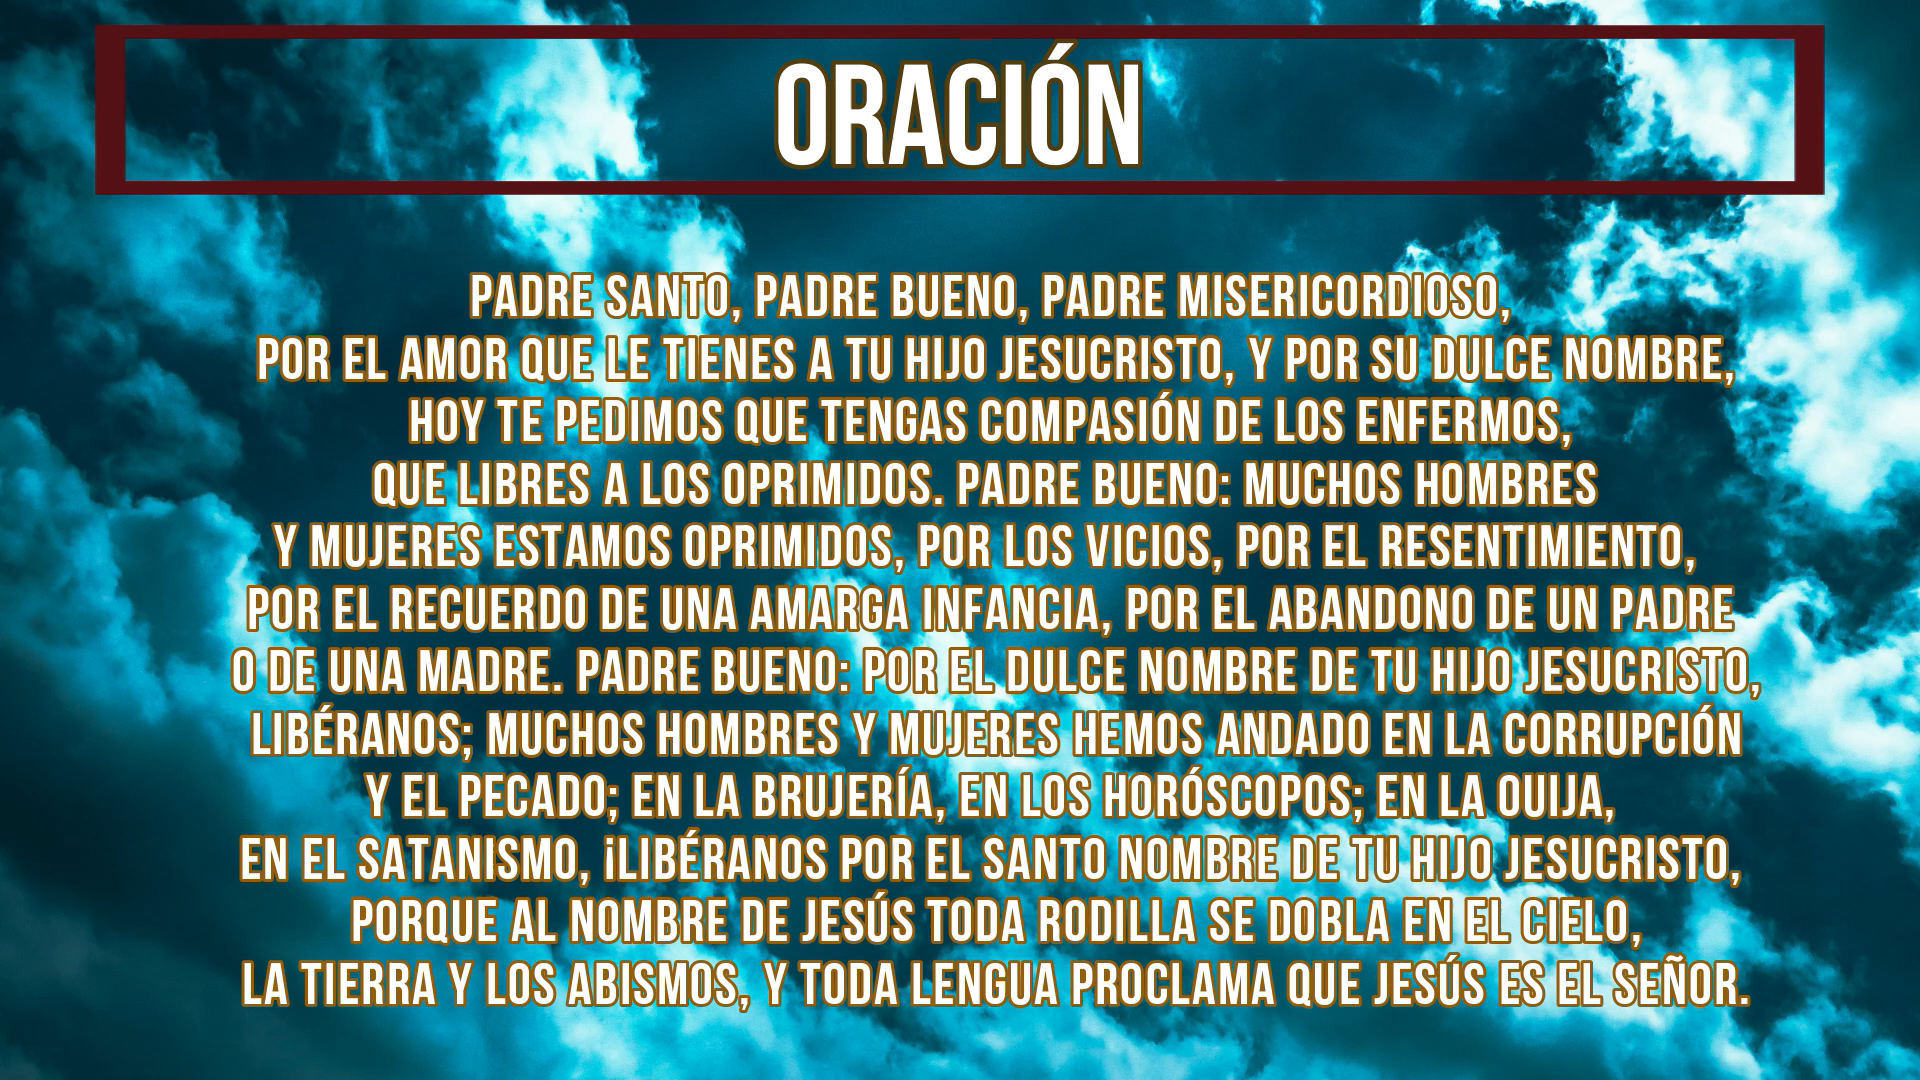 ORACIÓN
PADRE SANTO, PADRE BUENO, PADRE MISERICORDIOSO,
POR EL AMOR QUE LE TIENES A TU HIJO JESUCRISTO, Y POR SU DULCE NOMBRE,
HOY TE PEDIMOS QUE TENGAS COMPASIÓN DE LOS ENFERMOS,
QUE LIBRES A LOS OPRIMIDOS. PADRE BUENO: MUCHOS HOMBRES
Y MUJERES ESTAMOS OPRIMIDOS, POR LOS VICIOS, POR EL RESENTIMIENTO,
POR EL RECUERDO DE UNA AMARGA INFANCIA, POR EL ABANDONO DE UN PADRE
O DE UNA MADRE. PADRE BUENO: POR EL DULCE NOMBRE DE TU HIJO JESUCRISTO,
LIBÉRANOS; MUCHOS HOMBRES Y MUJERES HEMOS ANDADO EN LA CORRUPCIÓN
Y EL PECADO; EN LA BRUJERÍA, EN LOS HORÓSCOPOS; EN LA OUIJA,
EN EL SATANISMO, ¡LIBÉRANOS POR EL SANTO NOMBRE DE TU HIJO JESUCRISTO,
PORQUE AL NOMBRE DE JESÚS TODA RODILLA SE DOBLA EN EL CIELO,
LA TIERRA Y LOS ABISMOS, Y TODA LENGUA PROCLAMA QUE JESÚS ES EL SEÑOR.